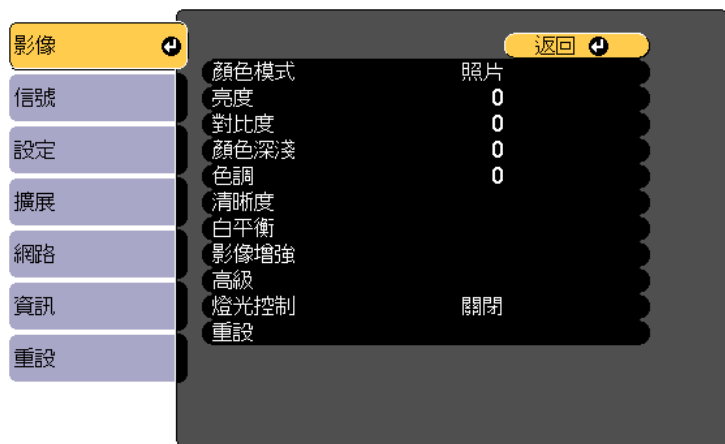 影像
信號
設定
擴展
網路
資訊
重設
返回
顏色模式 照片
亮度 0
對比度 0
顏色深淺 0
色調 0
清晰度
白平衡
影像增強
高級
燈光控制 關閉
重設